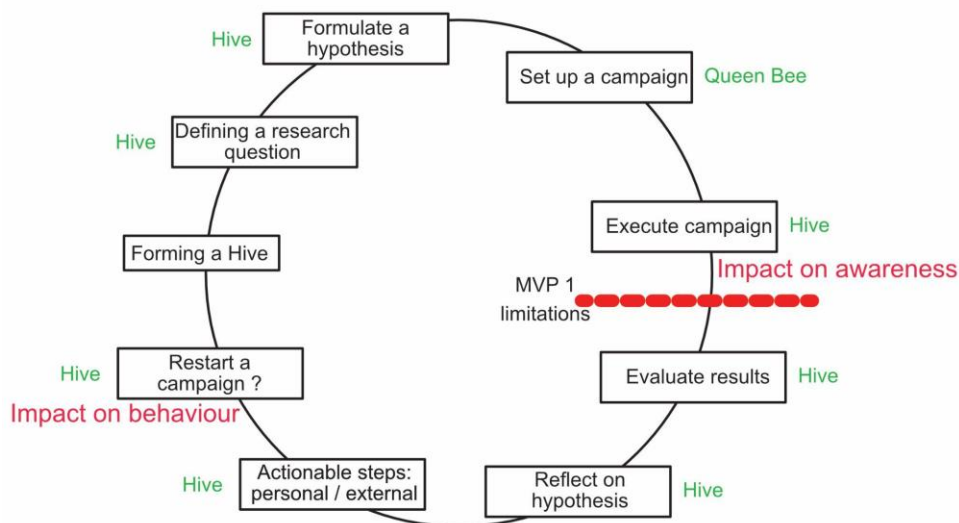 Hive
Formulate a
hypothesis
Set up a campaign
Queen Bee
Hive
Defining a research
question
Execute campaign
Hive
Forming a Hive
Impact on awareness
MVP 1
limitations
Hive
Restart a
campaign ?
Impact on behaviour
Evaluate results
Hive
Hive
Actionable steps:
personal / external
Reflect on
hypothesis
Hive